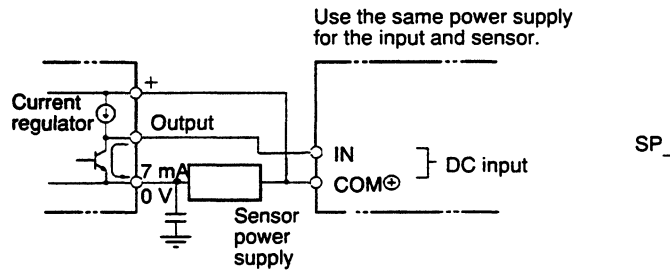 Use the same power supply
for the input and sensor.
+
Current
regulator
Output
IN
COM⊕
DC input
7 mA
0 V
Sensor
power
supply
SP_